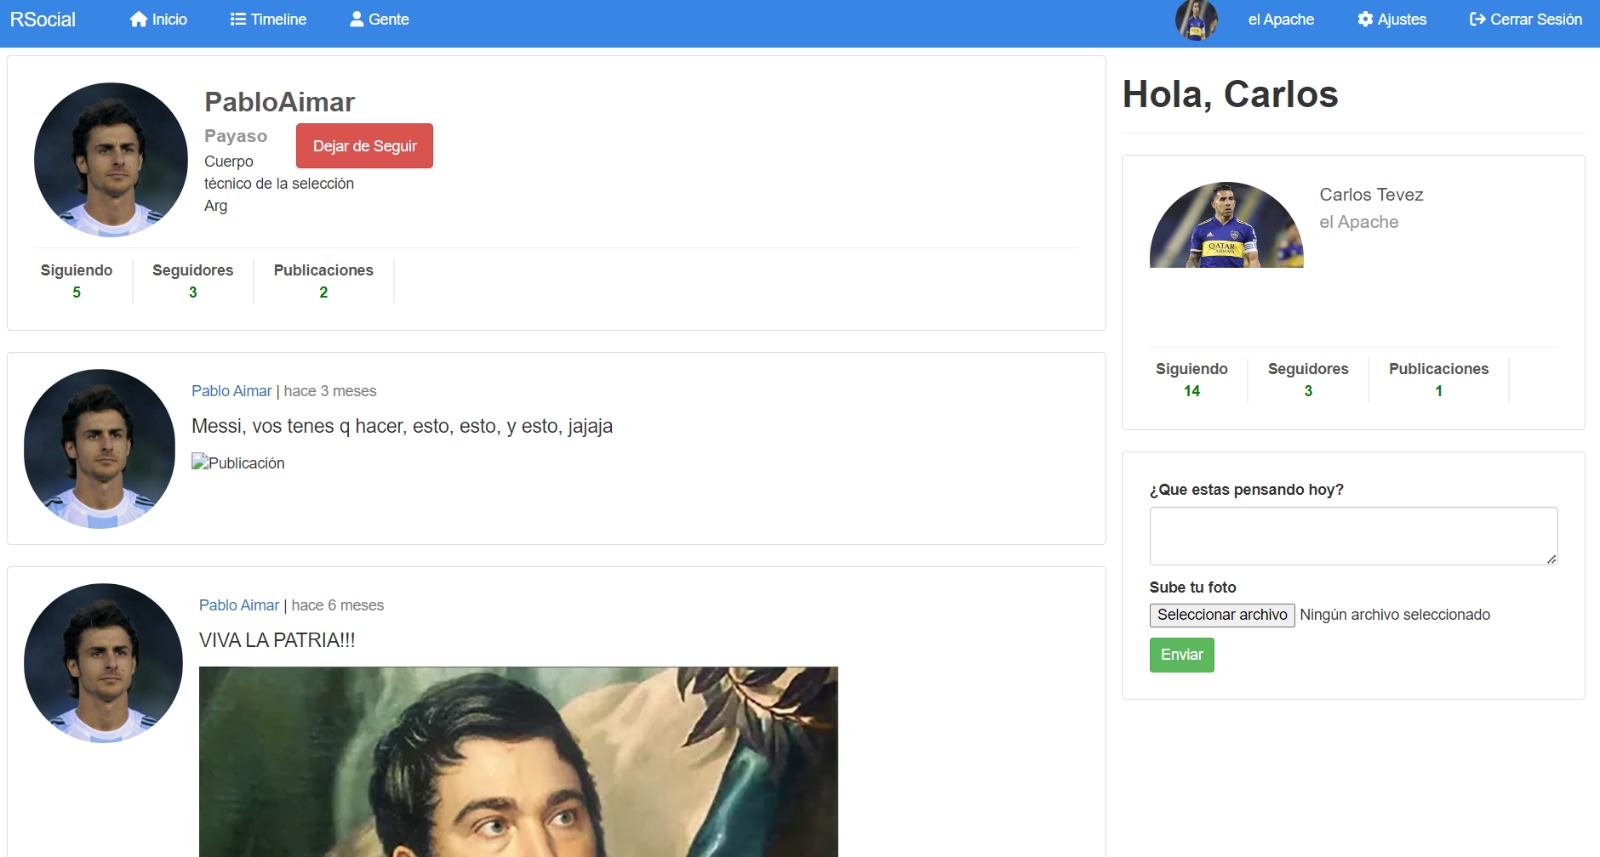 RSocial Inicio Timeline Gente el Apache Ajustes Cerrar Sesión
PabloAimar
Payaso
Dejar de Seguir
Cuerpo
técnico de la selección
Arg
Siguiendo Seguidores Publicaciones
5 3 2
Pablo Aimar | hace 3 meses
Messi, vos tenes q hacer, esto, esto, y esto, jajaja
Publicación
Pablo Aimar | hace 6 meses
VIVA LA PATRIA!!!
Hola, Carlos
Carlos Tevez
el Apache
QATAR
Siguiendo Seguidores Publicaciones
14 3 1
¿Que estas pensando hoy?
Sube tu foto
Seleccionar archivo Ningún archivo seleccionado
Enviar